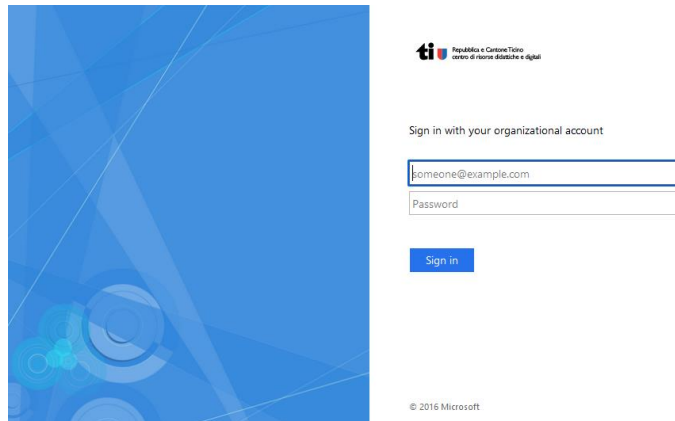 ti Repubblica e Cantone Ticino
centro di risorse didattiche e digitali
Sign in with your organizational account
someone@example.com
Password
Sign in
© 2016 Microsoft